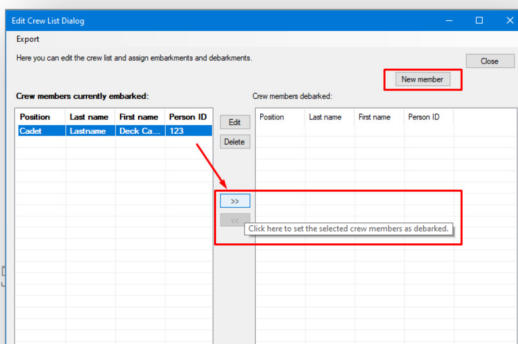 Edit Crew List Dialog
Export
Here you can edit the crew list and assign embarkments and debarkments.
Close
New member
Crew members currently embarked:
Crew members debarked:
Position Last name First name Person ID
Edit
Position Last name First name Person ID
Cadet Lastname Deck Ca... 123
Delete
>>
<<
Click here to set the selected crew members as debarked.